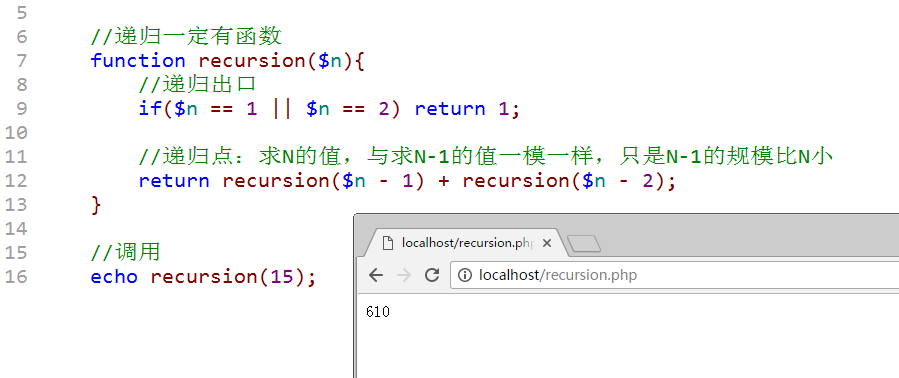 5
6 //递归一定有函数
7 function recursion($n){
8 //递归出口
9 if($n == 1 || $n == 2) return 1;
10
11 //递归点：求N的值，与求N-1的值一模一样，只是N-1的规模比N小
12 return recursion($n - 1) + recursion($n - 2);
13 }
14
15 //调用
16 echo recursion(15);
localhost/recursion.php
localhost/recursion.php
610